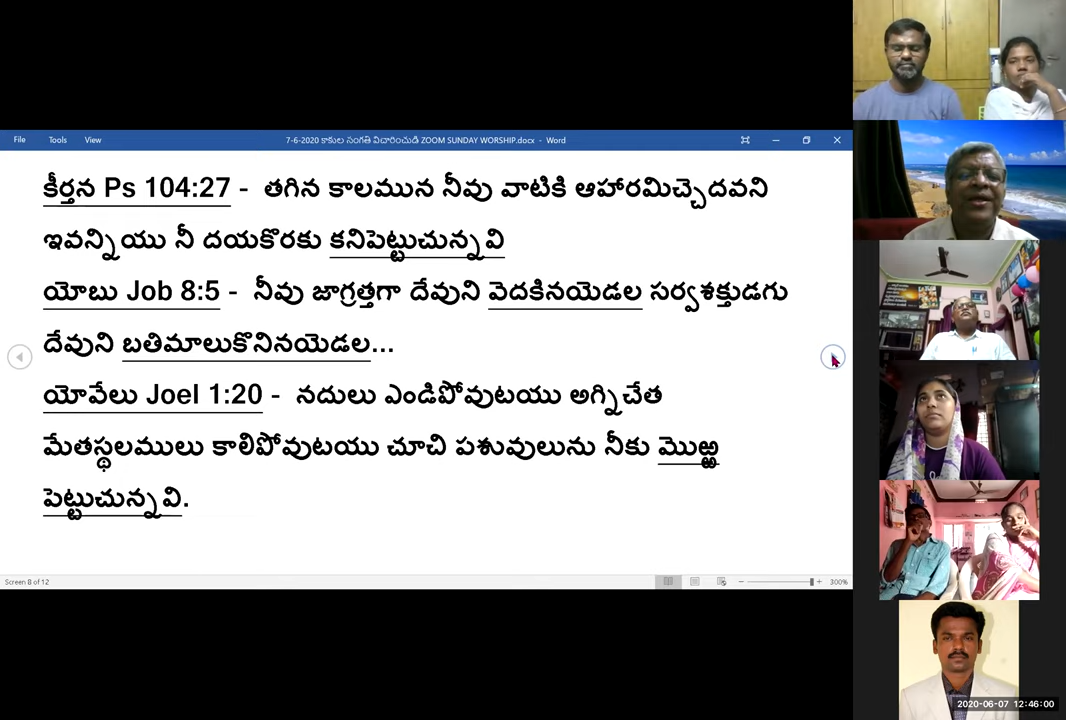 File Tools View 7-6-2020 కాకుల సంగతి విచారించుడి ZOOM SUNDAY WORSHIP.docx - Word
కీర్తన Ps 104:27 - తగిన కాలమున నీవు వాటికి ఆహారమిచ్చెదవని
ఇవన్నియు నీ దయకొరకు కనిపెట్టుచున్నవి
యోబు Job 8:5 - నీవు జాగ్రత్తగా దేవుని వెదకినయెడల సర్వశక్తుడగు
దేవుని బతిమాలుకొనినయెడల...
యోవేలు Joel 1:20 - నదులు ఎండిపోవుటయు అగ్నిచేత
మేతస్థలములు కాలిపోవుటయు చూచి పశువులును నీకు మొఱ్ఱ
పెట్టుచున్నవి.
Screen 8 of 12 300%
2020-06-07 12:46:00